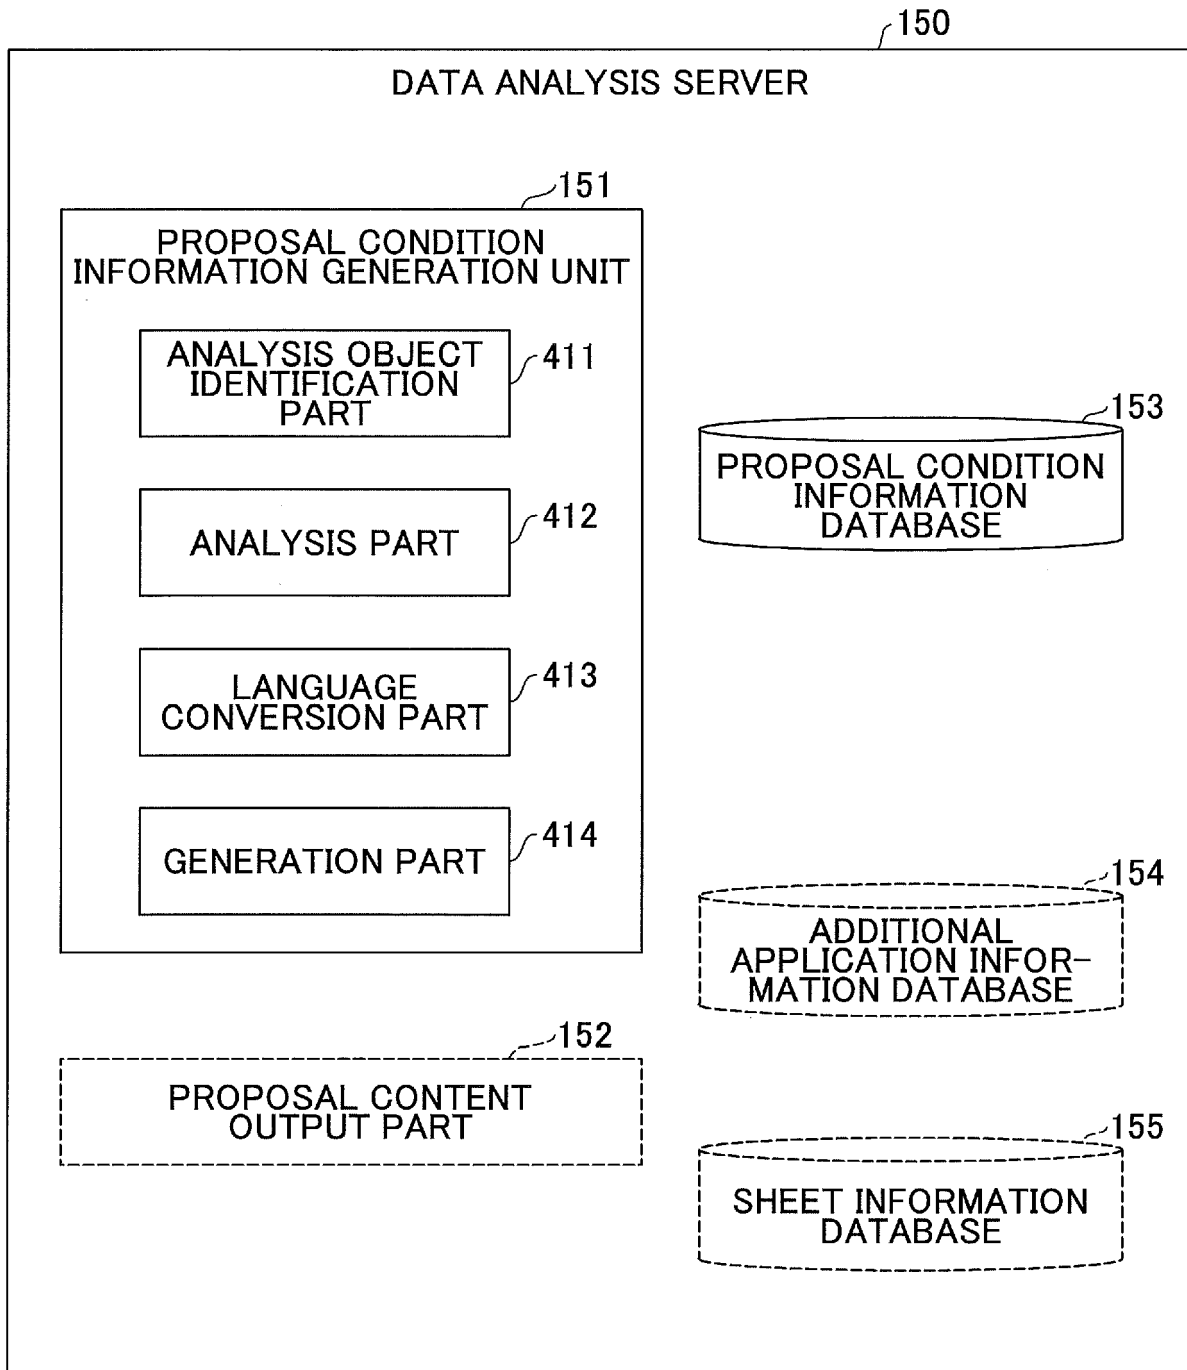 150
DATA ANALYSIS SERVER
151
PROPOSAL CONDITION
INFORMATION GENERATION UNIT
ANALYSIS OBJECT
IDENTIFICATION
PART
411
ANALYSIS PART
412
LANGUAGE
CONVERSION PART
413
GENERATION PART
414
152
PROPOSAL CONTENT
OUTPUT PART
153
PROPOSAL CONDITION
INFORMATION
DATABASE
154
ADDITIONAL
APPLICATION INFOR-
MATION DATABASE
155
SHEET INFORMATION
DATABASE